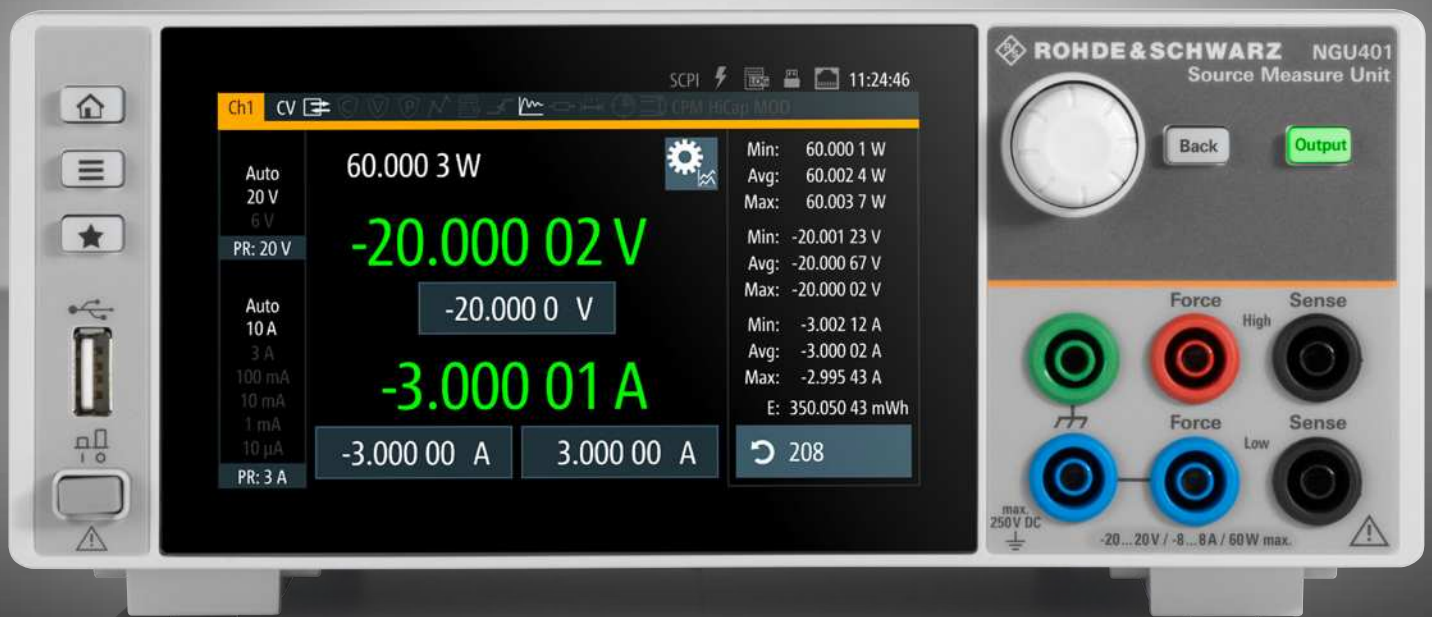 ROHDE&SCHWARZ NGU401
Source Measure Unit
SCPI LOG 11:24:46
Ch1 CV C V P CPM HiCap MOD
Auto
20 V
6 V
PR: 20 V
Auto
10 A
3 A
100 mA
10 mA
1 mA
10 µA
PR: 3 A
60.000 3 W
-20.000 02 V
-20.000 0 V
-3.000 01 A
-3.000 00 A 3.000 00 A
Min: 60.000 1 W
Avg: 60.002 4 W
Max: 60.003 7 W
Min: -20.001 23 V
Avg: -20.000 67 V
Max: -20.000 02 V
Min: -3.002 12 A
Avg: -3.000 02 A
Max: -2.995 43 A
E: 350.050 43 mWh
208
Back
Output
Force Sense
High
Force Sense
Low
max.
250 V DC
-20...20 V / -8...8 A / 60 W max.